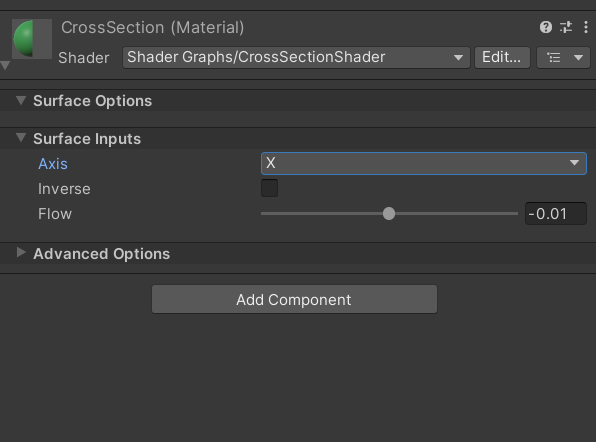 CrossSection (Material)
Shader Shader Graphs/CrossSectionShader Edit...
Surface Options
Surface Inputs
Axis X
Inverse
Flow -0.01
Advanced Options
Add Component